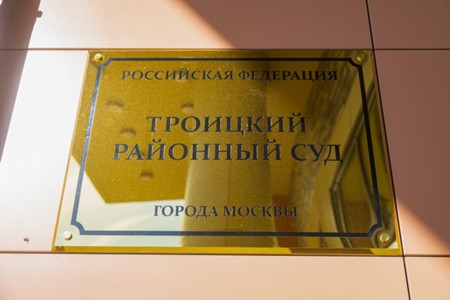 РОССИЙСКАЯ ФЕДЕРАЦИЯ
ТРОИЦКИЙ
РАЙОННЫЙ СУД
ГОРОДА МОСКВЫ